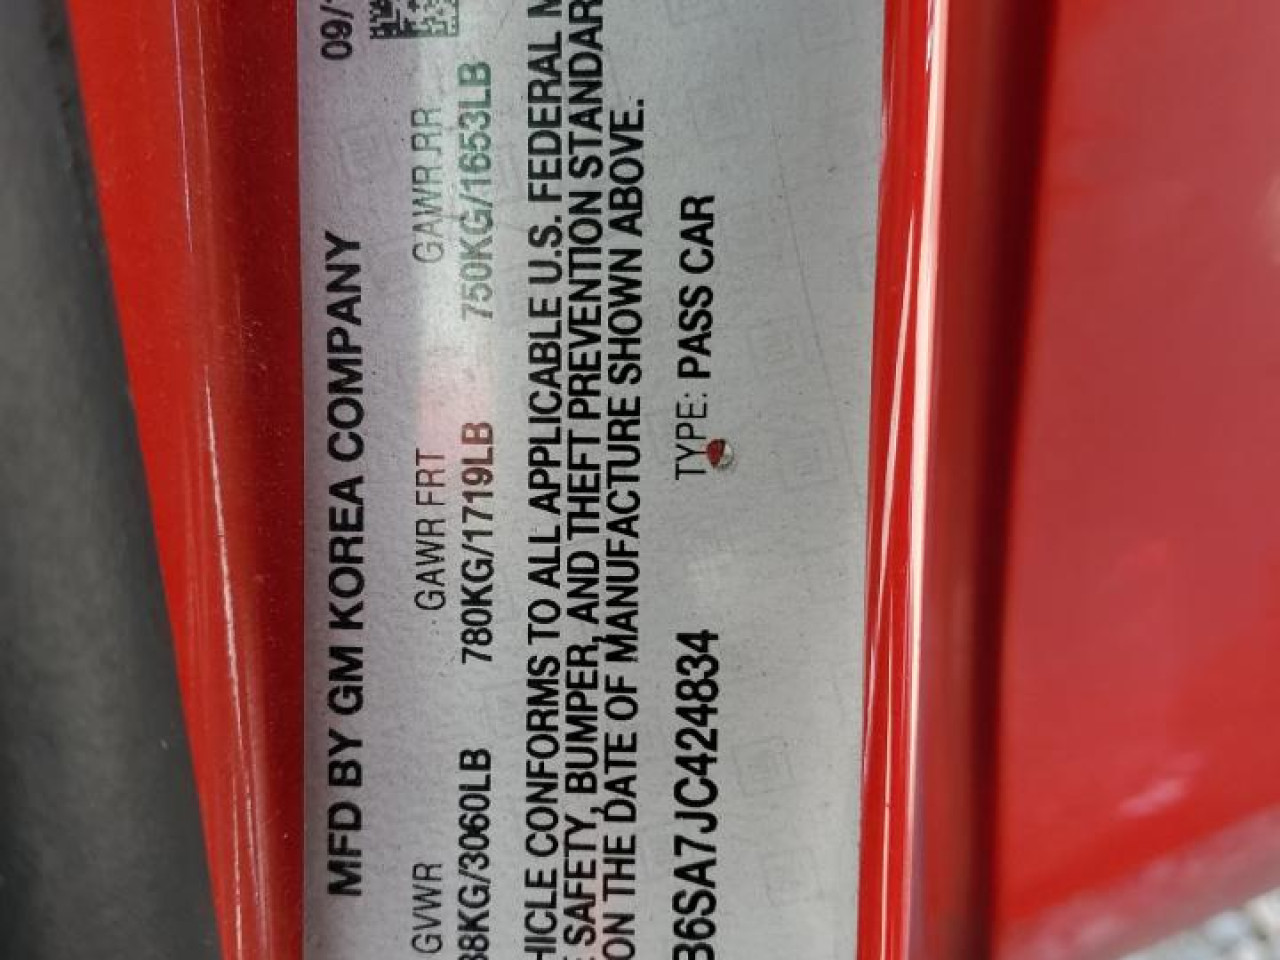 MFD BY GM KOREA COMPANY 09/
GVWR GAWR FRT GAWR RR
88KG/3060LB 780KG/1719LB 750KG/1653LB
HICLE CONFORMS TO ALL APPLICABLE U.S. FEDERAL M
SAFETY, BUMPER, AND THEFT PREVENTION STANDAR
ON THE DATE OF MANUFACTURE SHOWN ABOVE.
B6SA7JC424834 TYPE: PASS CAR